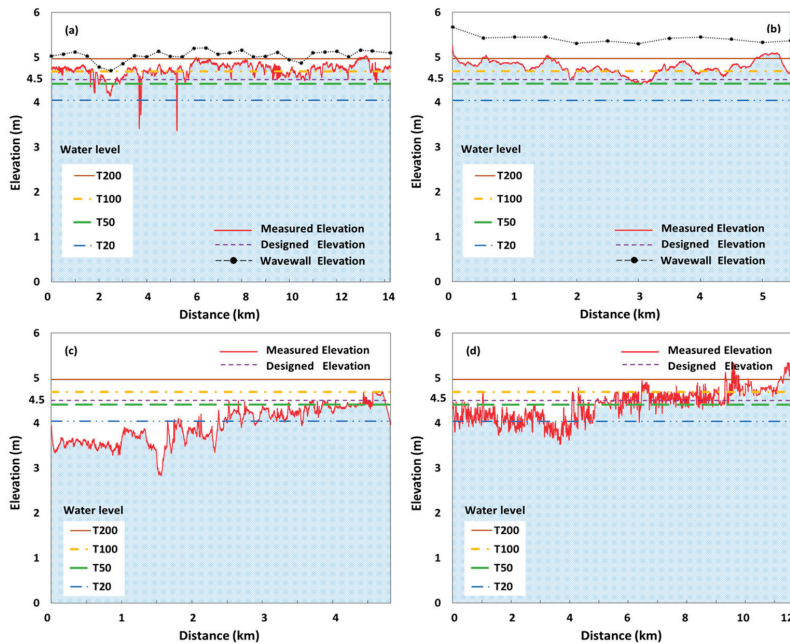 (a)
6
5
4.5
4
3
2
1
0
Elevation (m)
Water level
T200
T100
T50
T20
Measured Elevation
Designed Elevation
Wavewall Elevation
0 2 4 6 8 10 12 14
Distance (km)
(b)
6
5
4.5
4
3
2
1
0
Elevation (m)
Water level
T200
T100
T50
T20
Measured Elevation
Designed Elevation
Wavewall Elevation
0 1 2 3 4 5
Distance (km)
(c)
6
5
4.5
4
3
2
1
0
Elevation (m)
Measured Elevation
Designed Elevation
Water level
T200
T100
T50
T20
0 1 2 3 4
Distance (km)
(d)
6
5
4.5
4
3
2
1
0
Elevation (m)
Measured Elevation
Designed Elevation
Water level
T200
T100
T50
T20
0 2 4 6 8 10 12
Distance (km)